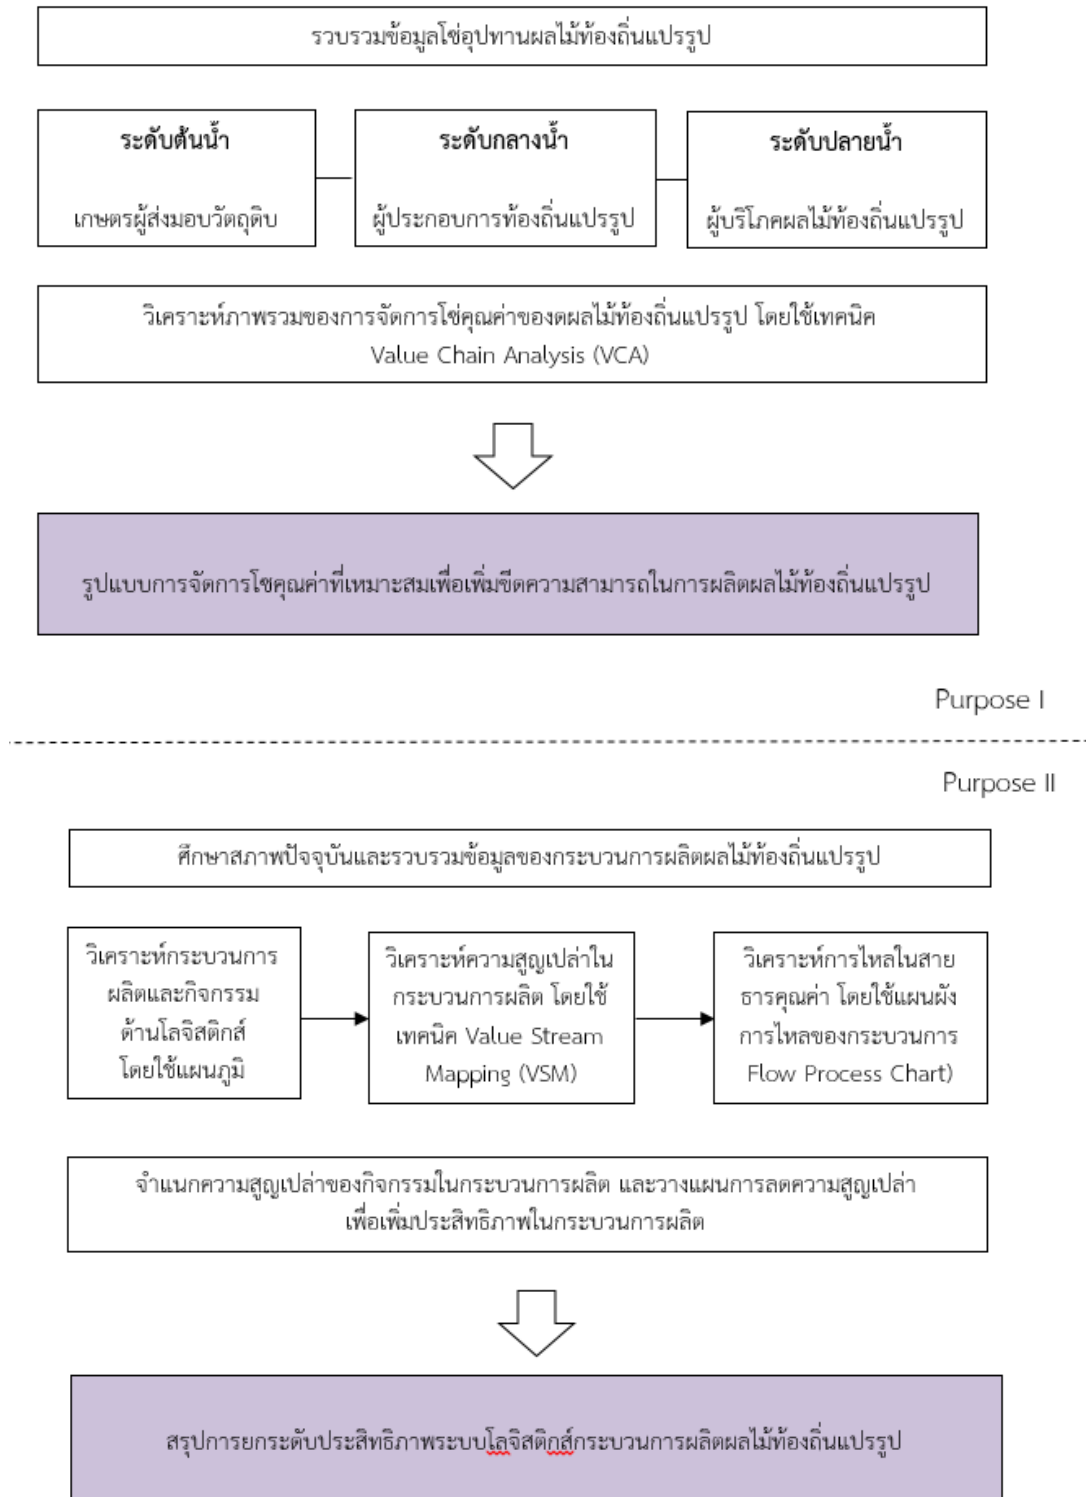 รวบรวมข้อมูลโซ่อุปทานผลไม้ท้องถิ่นแปรรูป
ระดับต้นน้ำ
เกษตรผู้ส่งมอบวัตถุดิบ
ระดับกลางน้ำ
ผู้ประกอบการท้องถิ่นแปรรูป
ระดับปลายน้ำ
ผู้บริโภคผลไม้ท้องถิ่นแปรรูป
วิเคราะห์ภาพรวมของการจัดการโซ่คุณค่าของตผลไม้ท้องถิ่นแปรรูป โดยใช้เทคนิค
Value Chain Analysis (VCA)
รูปแบบการจัดการโซคุณค่าที่เหมาะสมเพื่อเพิ่มขีดความสามารถในการผลิตผลไม้ท้องถิ่นแปรรูป
Purpose I
Purpose II
ศึกษาสภาพปัจจุบันและรวบรวมข้อมูลของกระบวนการผลิตผลไม้ท้องถิ่นแปรรูป
วิเคราะห์กระบวนการ
ผลิตและกิจกรรม
ด้านโลจิสติกส์
โดยใช้แผนภูมิ
วิเคราะห์ความสูญเปล่าใน
กระบวนการผลิต โดยใช้
เทคนิค Value Stream
Mapping (VSM)
วิเคราะห์การไหลในสาย
ธารคุณค่า โดยใช้แผนผัง
การไหลของกระบวนการ
Flow Process Chart)
จำแนกความสูญเปล่าของกิจกรรมในกระบวนการผลิต และวางแผนการลดความสูญเปล่า
เพื่อเพิ่มประสิทธิภาพในกระบวนการผลิต
สรุปการยกระดับประสิทธิภาพระบบโลจิสติกส์กระบวนการผลิตผลไม้ท้องถิ่นแปรรูป